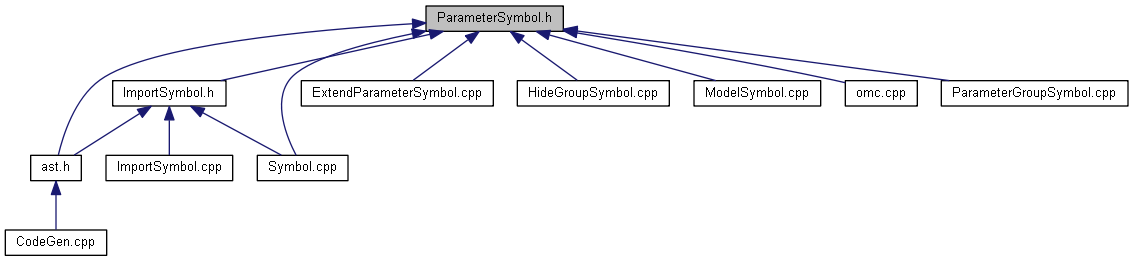 ParameterSymbol.h
ImportSymbol.h
ExtendParameterSymbol.cpp
HideGroupSymbol.cpp
ModelSymbol.cpp
omc.cpp
ParameterGroupSymbol.cpp
ast.h
ImportSymbol.cpp
Symbol.cpp
CodeGen.cpp